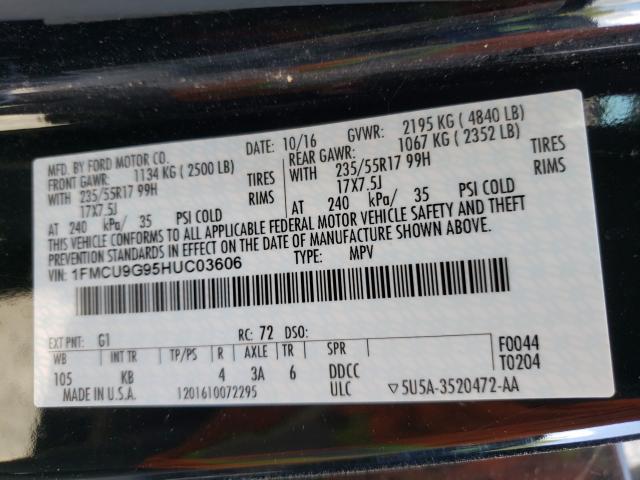 MFD. BY FORD MOTOR CO.
DATE: 10/16 GVWR: 2195 KG ( 4840 LB)
FRONT GAWR: 1134 KG ( 2500 LB)
REAR GAWR: 1067 KG ( 2352 LB)
WITH 235/55R17 99H TIRES
WITH 235/55R17 99H TIRES
17X7.5J RIMS
17X7.5J RIMS
AT 240 kPa/ 35 PSI COLD
AT 240 kPa/ 35 PSI COLD
THIS VEHICLE CONFORMS TO ALL APPLICABLE FEDERAL MOTOR VEHICLE SAFETY AND THEFT
PREVENTION STANDARDS IN EFFECT ON THE DATE OF MANUFACTURE SHOWN ABOVE.
VIN: 1FMCU9G95HUC03606
TYPE: MPV
EXT PNT: G1 RC: 72 DSO:
WB INT TR TP/PS R AXLE TR SPR F0044
105 KB 4 3A 6 DDCC T0204
MADE IN U.S.A. 1201610072295 ULC ▽5U5A-3520472-AA